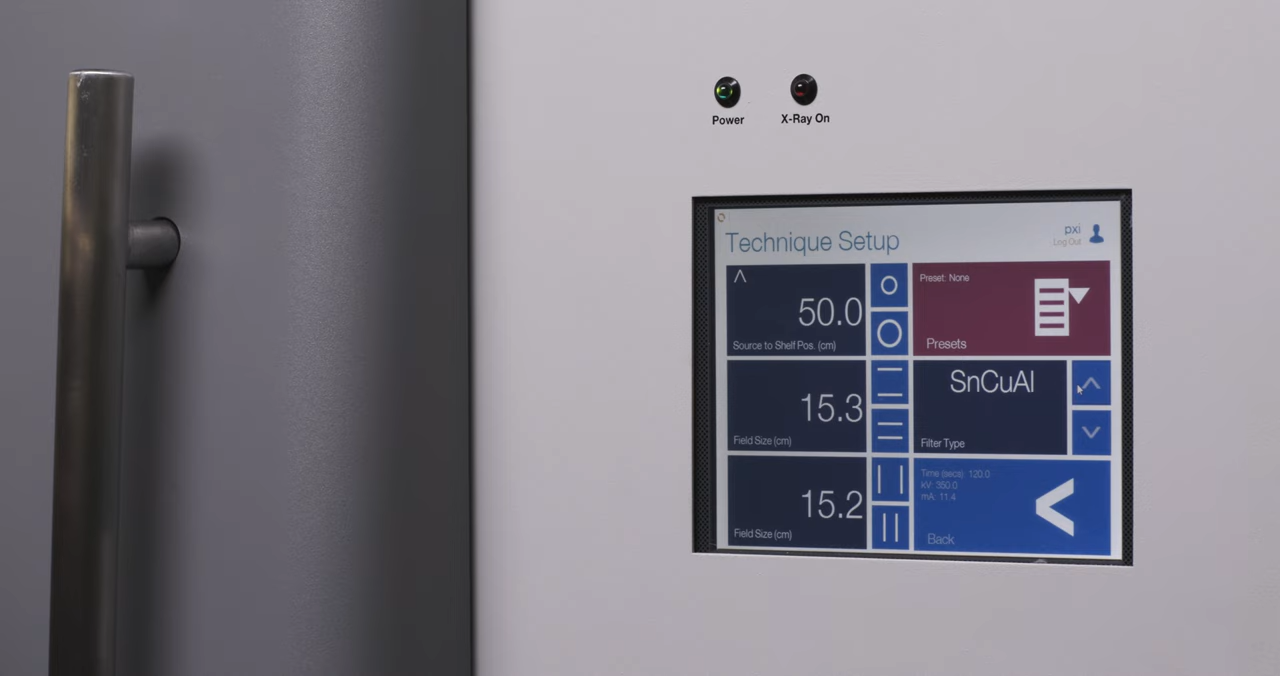 Power
X-Ray On
Technique Setup
pxi
Log Out
50.0
Source to Shelf Pos. (cm)
Preset: None
Presets
15.3
Field Size (cm)
SnCuAl
Filter Type
15.2
Field Size (cm)
Time (secs): 120.0
kV: 350.0
mA: 11.4
Back